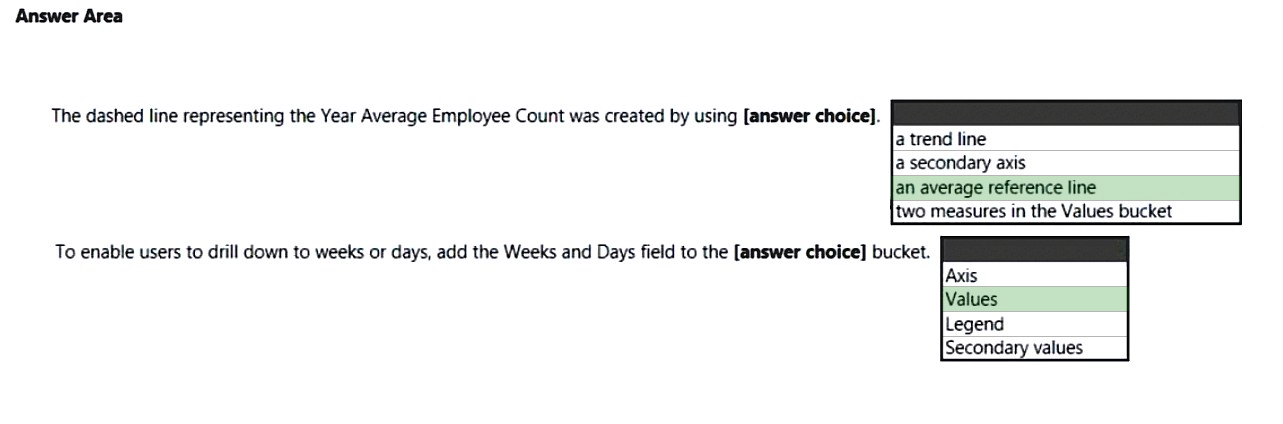 Answer Area
The dashed line representing the Year Average Employee Count was created by using [answer choice].
a trend line
a secondary axis
an average reference line
two measures in the Values bucket
To enable users to drill down to weeks or days, add the Weeks and Days field to the [answer choice] bucket.
Axis
Values
Legend
Secondary values